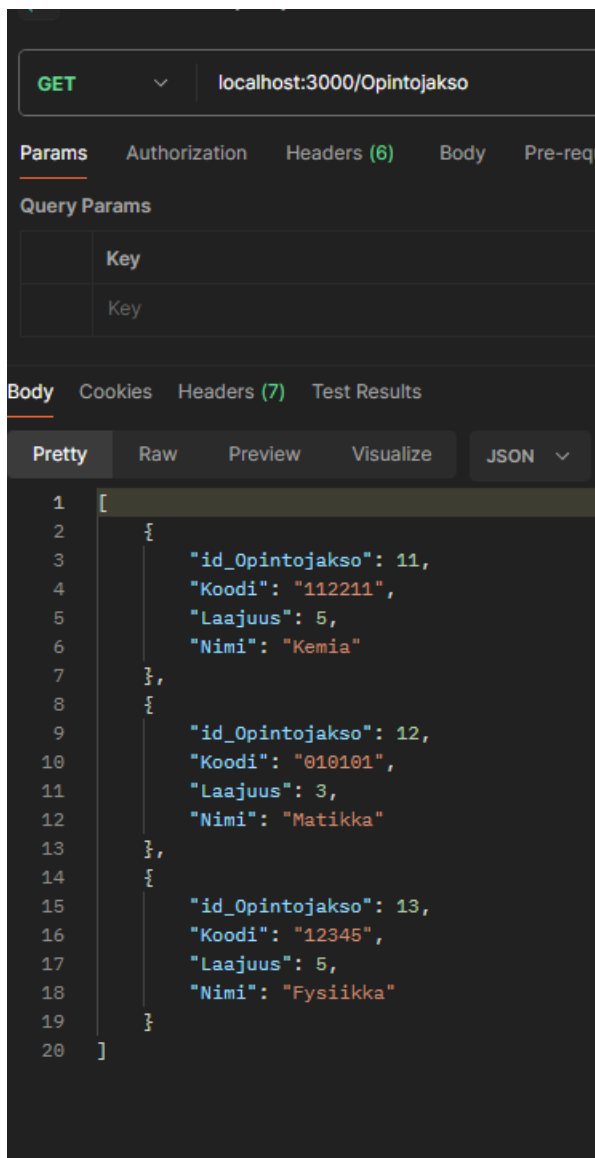 GET localhost:3000/Opintojakso
Params Authorization Headers (6) Body
Query Params
Key
Key
Body Cookies Headers (7) Test Results
Pretty Raw Preview Visualize JSON
1 [
2 {
3 "id_Opintojakso": 11,
4 "Koodi": "112211",
5 "Laajuus": 5,
6 "Nimi": "Kemia"
7 },
8 {
9 "id_Opintojakso": 12,
10 "Koodi": "010101",
11 "Laajuus": 3,
12 "Nimi": "Matikka"
13 },
14 {
15 "id_Opintojakso": 13,
16 "Koodi": "12345",
17 "Laajuus": 5,
18 "Nimi": "Fysiikka"
19 }
20 ]